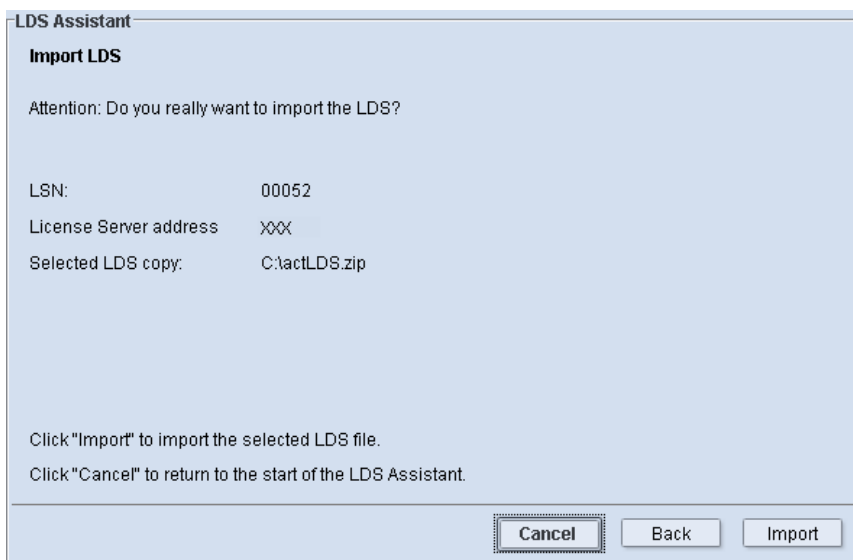 LDS Assistant
Import LDS
Attention: Do you really want to import the LDS?
LSN: 00052
License Server address XXX
Selected LDS copy: C:\actLDS.zip
Click "Import" to import the selected LDS file.
Click "Cancel" to return to the start of the LDS Assistant.
Cancel Back Import